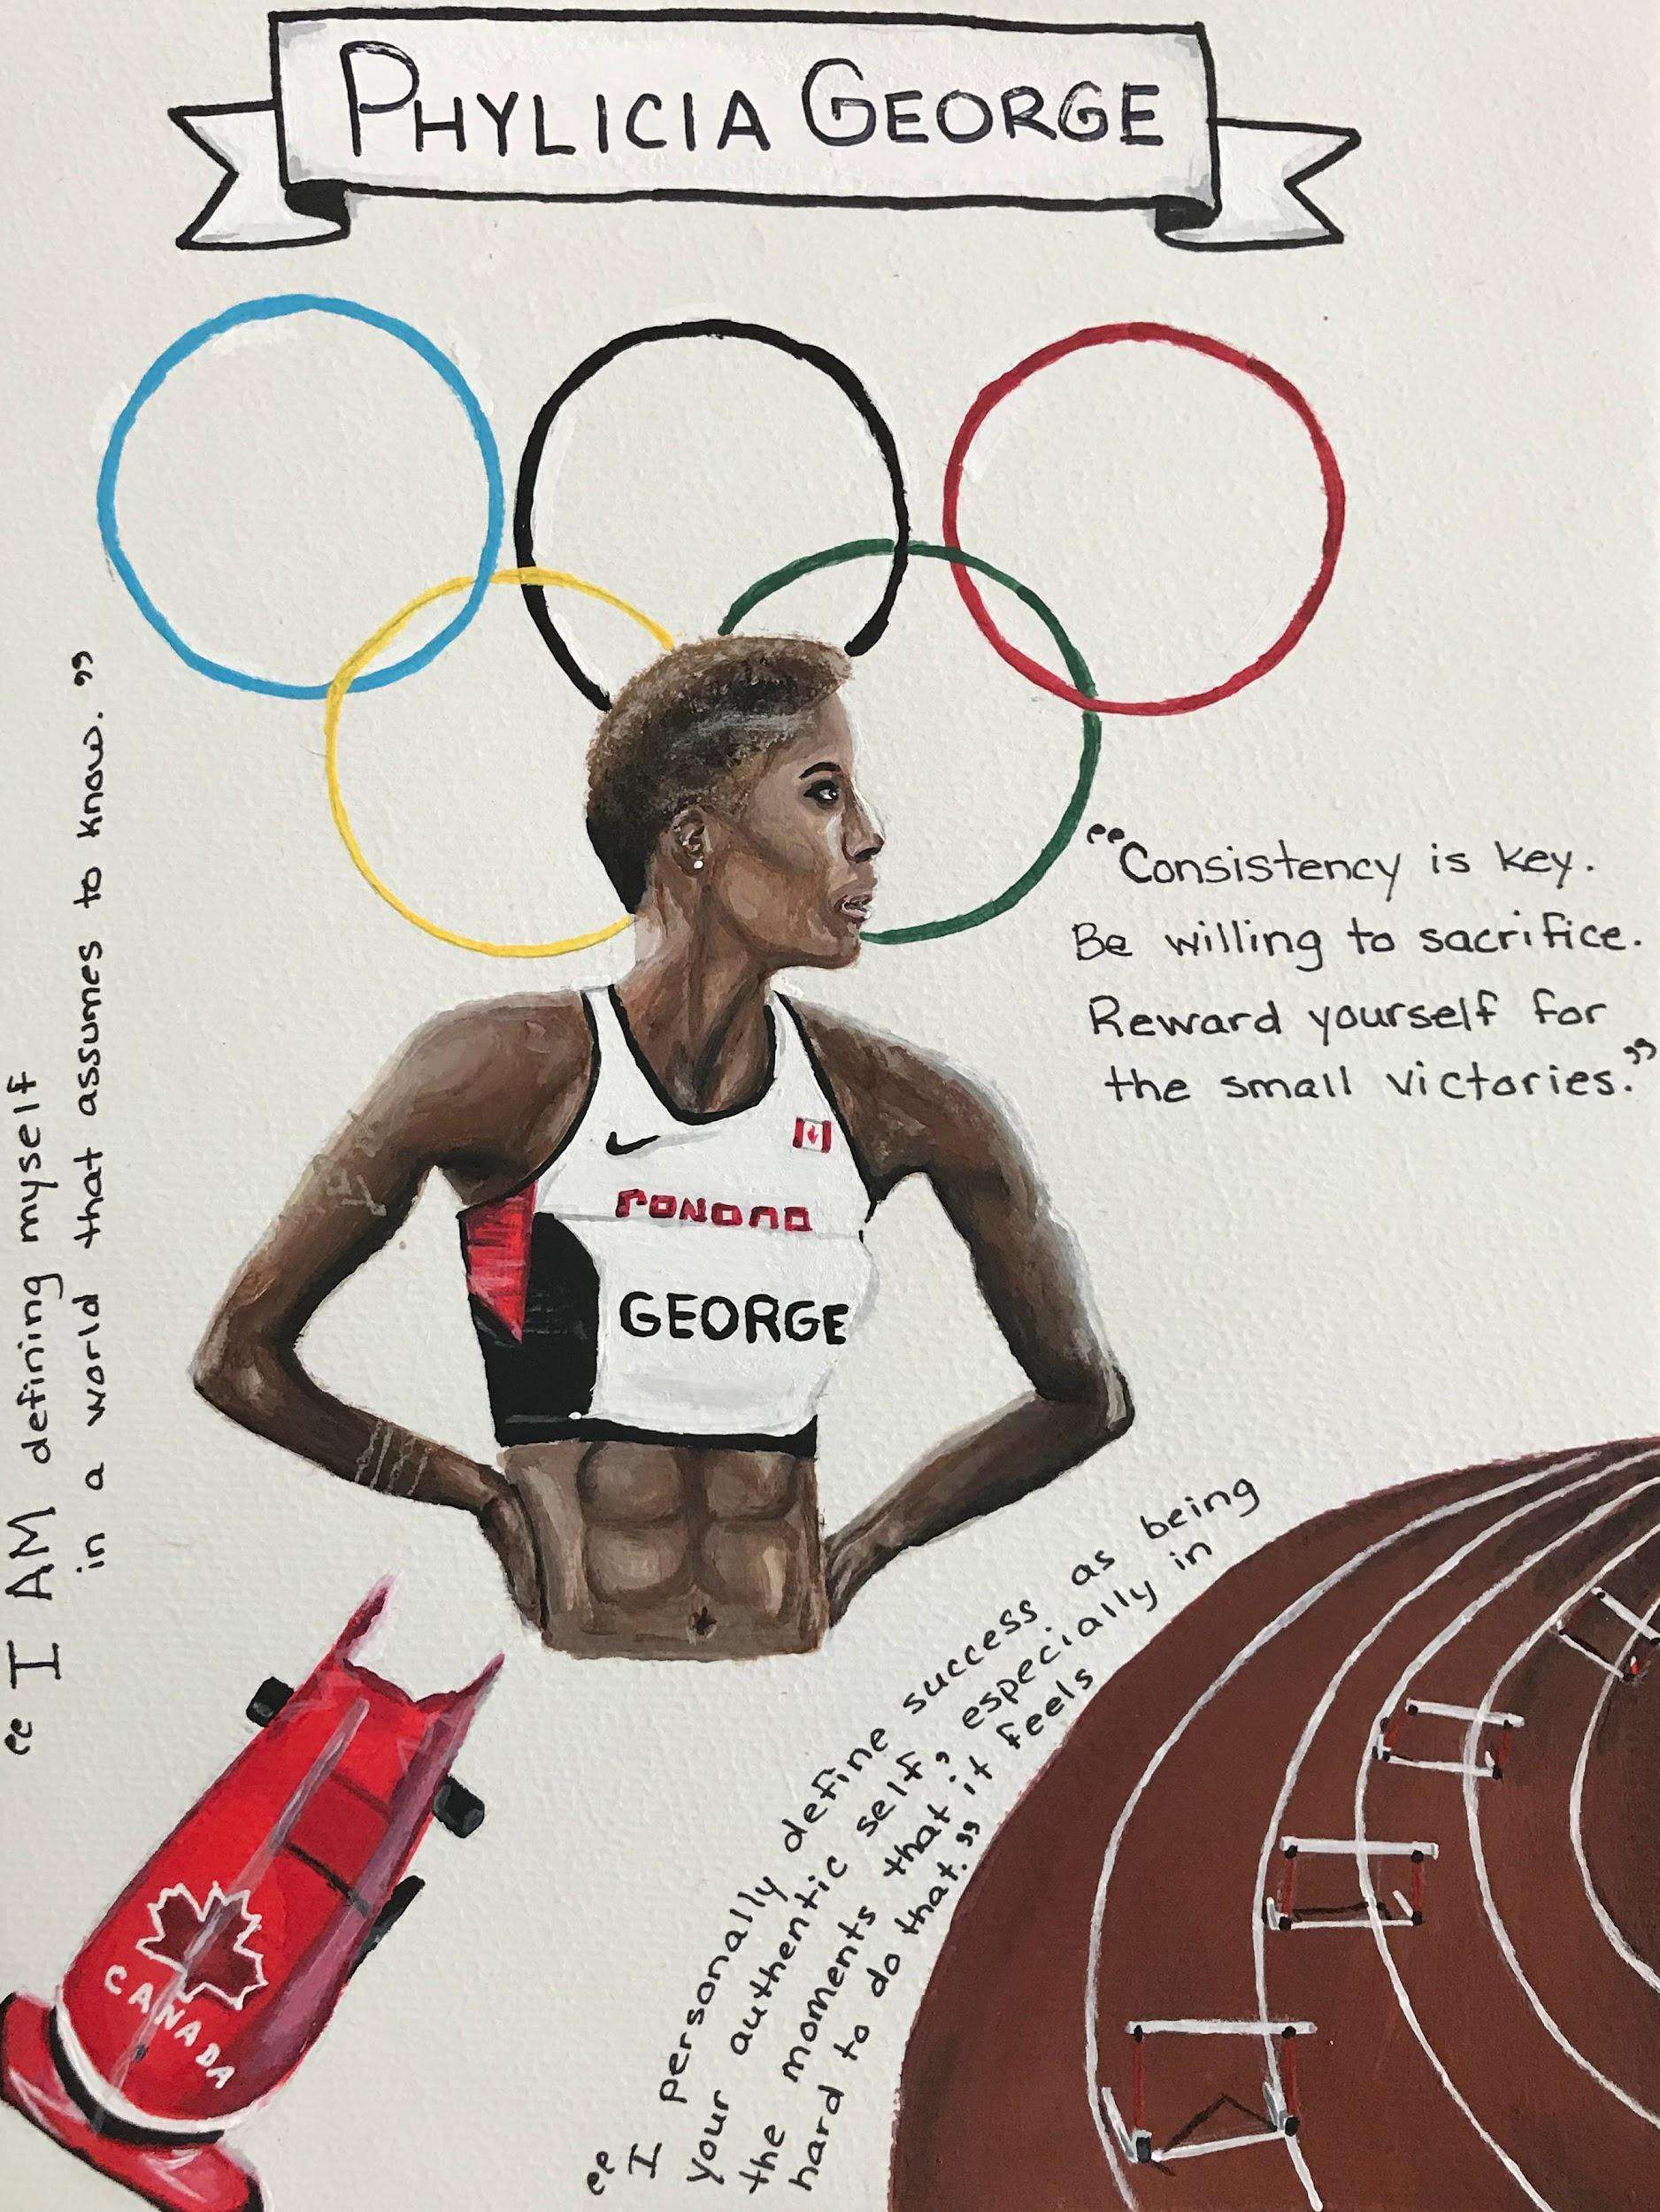 PHYLICIA GEORGE
"I AM defining myself
in a world that assumes to know."
"Consistency is key.
Be willing to sacrifice.
Reward yourself for
the small victories."
CANADA
GEORGE
"I personally define success as being
your authentic self, especially in
the moments that it feels
hard to do that."
CANADA